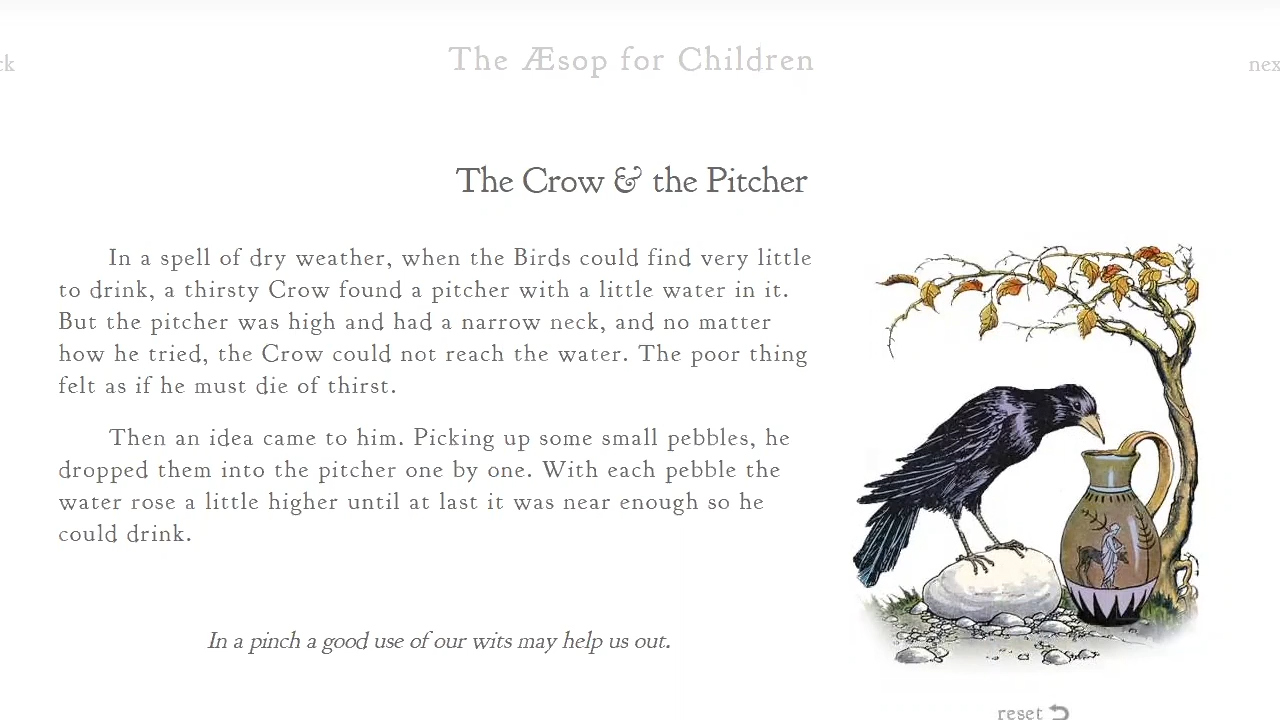 ck
The Æsop for Children
nex
The Crow & the Pitcher
In a spell of dry weather, when the Birds could find very little
to drink, a thirsty Crow found a pitcher with a little water in it.
But the pitcher was high and had a narrow neck, and no matter
how he tried, the Crow could not reach the water. The poor thing
felt as if he must die of thirst.
Then an idea came to him. Picking up some small pebbles, he
dropped them into the pitcher one by one. With each pebble the
water rose a little higher until at last it was near enough so he
could drink.
In a pinch a good use of our wits may help us out.
reset